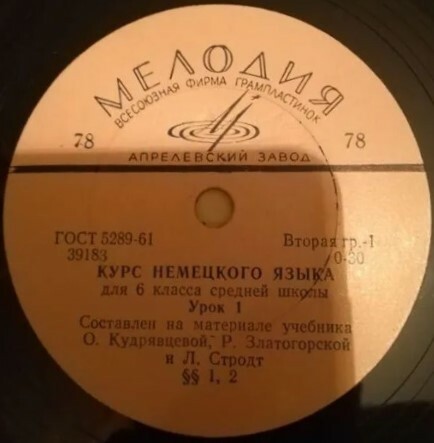 МЕЛОДИЯ
ВСЕСОЮЗНАЯ ФИРМА ГРАМПЛАСТИНОК
78 78
АПРЕЛЕВСКИЙ ЗАВОД
ГОСТ 5289-61 Вторая гр.-1
39183 0-30
КУРС НЕМЕЦКОГО ЯЗЫКА
для 6 класса средней школы
Урок 1
Составлен на материале учебника
О. Кудрявцевой, Р. Златогорской
и Л. Стродт
§§ 1, 2